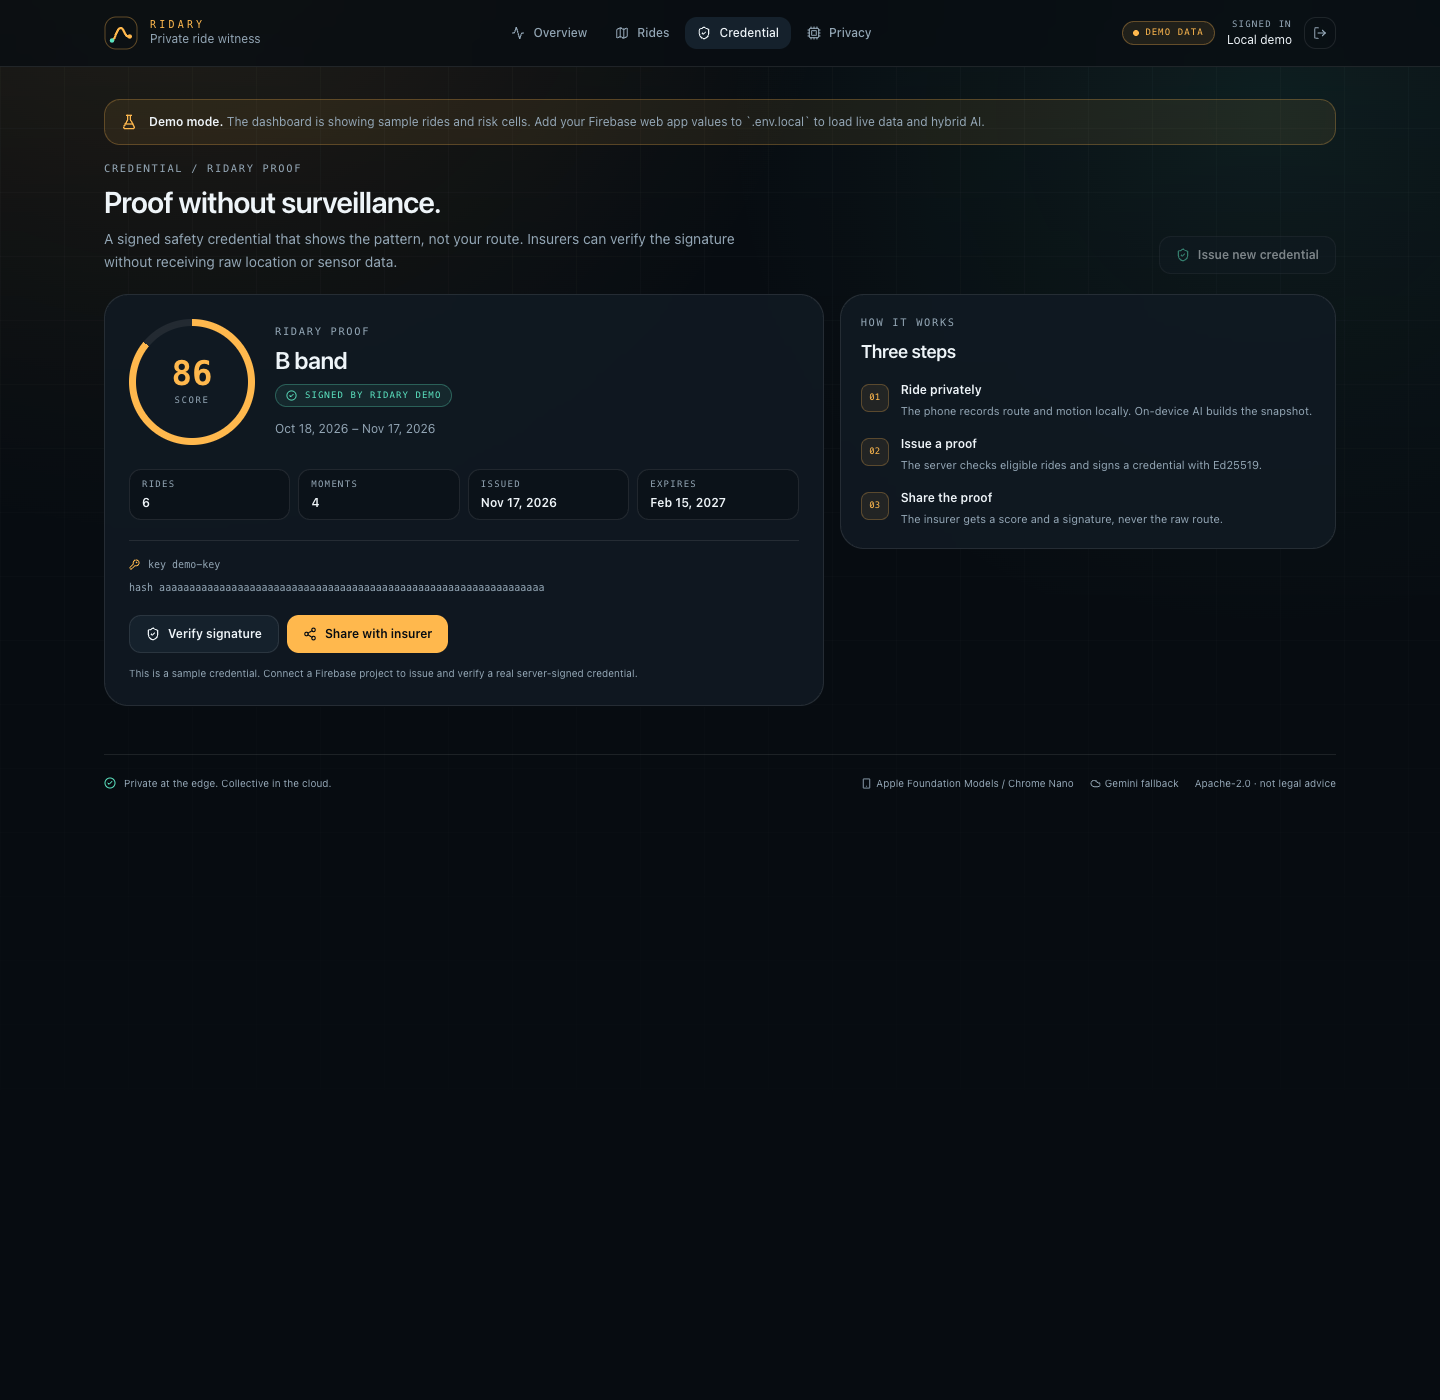 RIDARY
Private ride witness
Overview
Rides
Credential
Privacy
DEMO DATA
SIGNED IN
Local demo
Demo mode. The dashboard is showing sample rides and risk cells. Add your Firebase web app values to `.env.local` to load live data and hybrid AI.
CREDENTIAL / RIDARY PROOF
Proof without surveillance.
A signed safety credential that shows the pattern, not your route. Insurers can verify the signature
without receiving raw location or sensor data.
Issue new credential
86
SCORE
RIDARY PROOF
B band
SIGNED BY RIDARY DEMO
Oct 18, 2026 – Nov 17, 2026
RIDES
6
MOMENTS
4
ISSUED
Nov 17, 2026
EXPIRES
Feb 15, 2027
key demo-key
hash aaaaaaaaaaaaaaaaaaaaaaaaaaaaaaaaaaaaaaaaaaaaaaaaaaaaaaaaaaaaaaaa
Verify signature
Share with insurer
This is a sample credential. Connect a Firebase project to issue and verify a real server-signed credential.
HOW IT WORKS
Three steps
01
Ride privately
The phone records route and motion locally. On-device AI builds the snapshot.
02
Issue a proof
The server checks eligible rides and signs a credential with Ed25519.
03
Share the proof
The insurer gets a score and a signature, never the raw route.
Private at the edge. Collective in the cloud.
Apple Foundation Models / Chrome Nano
Gemini fallback
Apache-2.0 · not legal advice